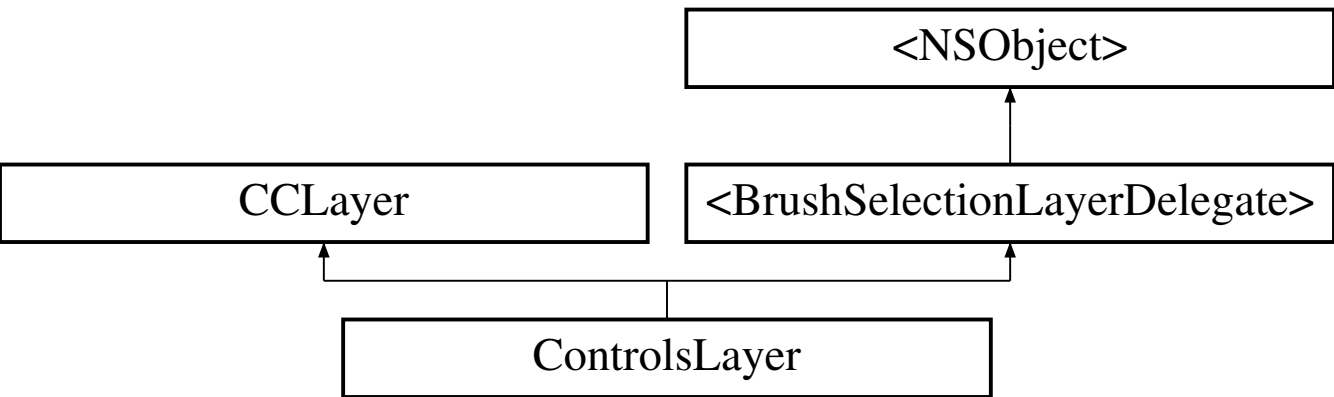 <NSObject>
CCLayer
<BrushSelectionLayerDelegate>
ControlsLayer